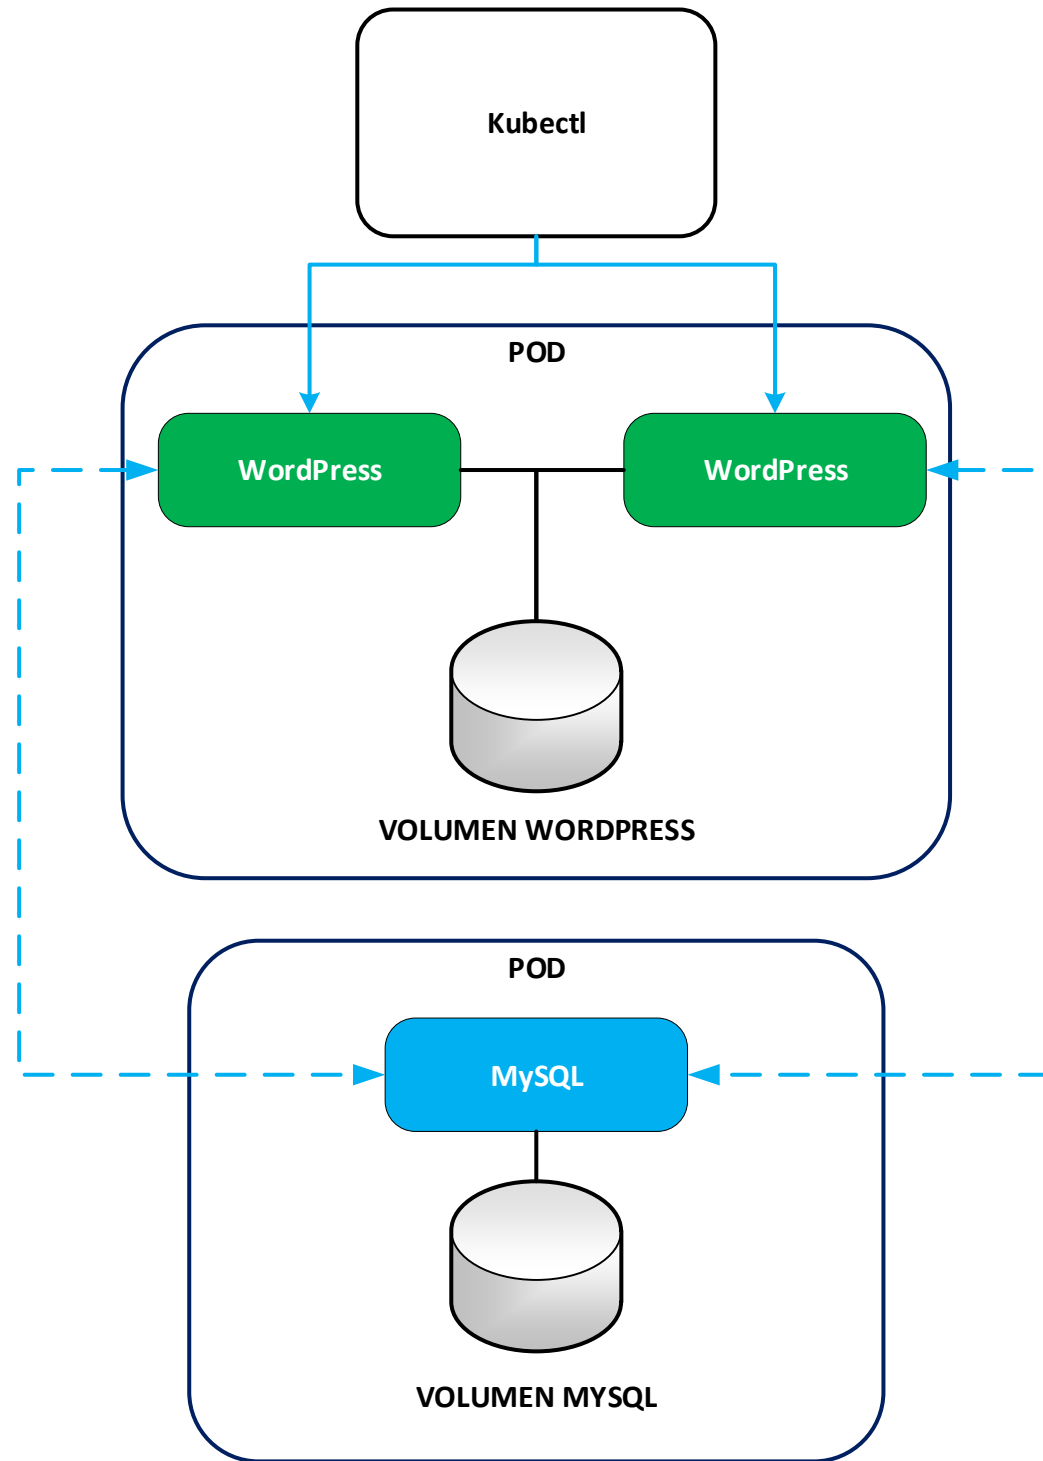 Kubectl
POD
WordPress
WordPress
VOLUMEN WORDPRESS
POD
MySQL
VOLUMEN MYSQL